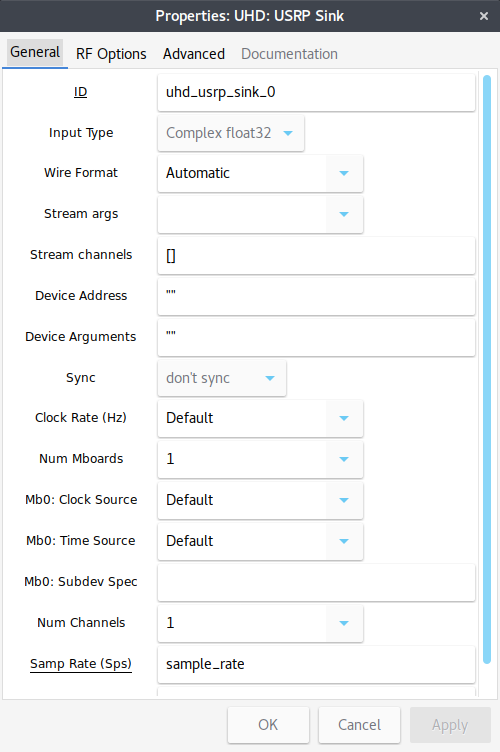 Properties: UHD: USRP Sink ×
General RF Options Advanced Documentation
ID uhd_usrp_sink_0
Input Type Complex float32
Wire Format Automatic
Stream args
Stream channels []
Device Address ""
Device Arguments ""
Sync don't sync
Clock Rate (Hz) Default
Num Mboards 1
Mb0: Clock Source Default
Mb0: Time Source Default
Mb0: Subdev Spec
Num Channels 1
Samp Rate (Sps) sample_rate
OK Cancel Apply